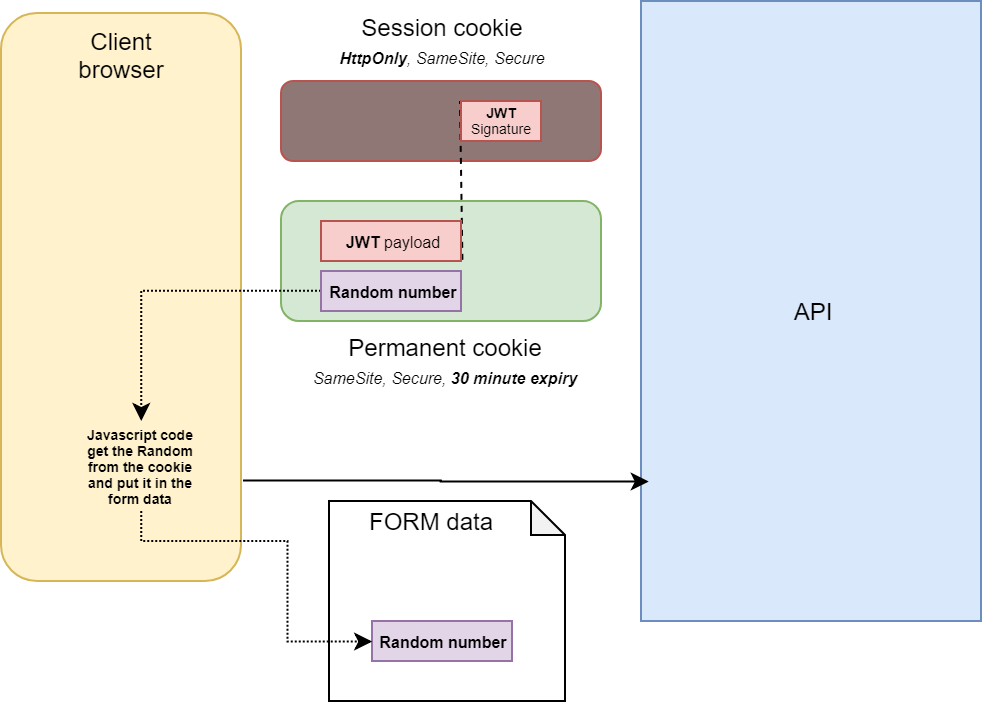 Client
browser
Session cookie
HttpOnly, SameSite, Secure
JWT
Signature
JWT payload
Random number
Permanent cookie
SameSite, Secure, 30 minute expiry
API
Javascript code
get the Random
from the cookie
and put it in the
form data
FORM data
Random number